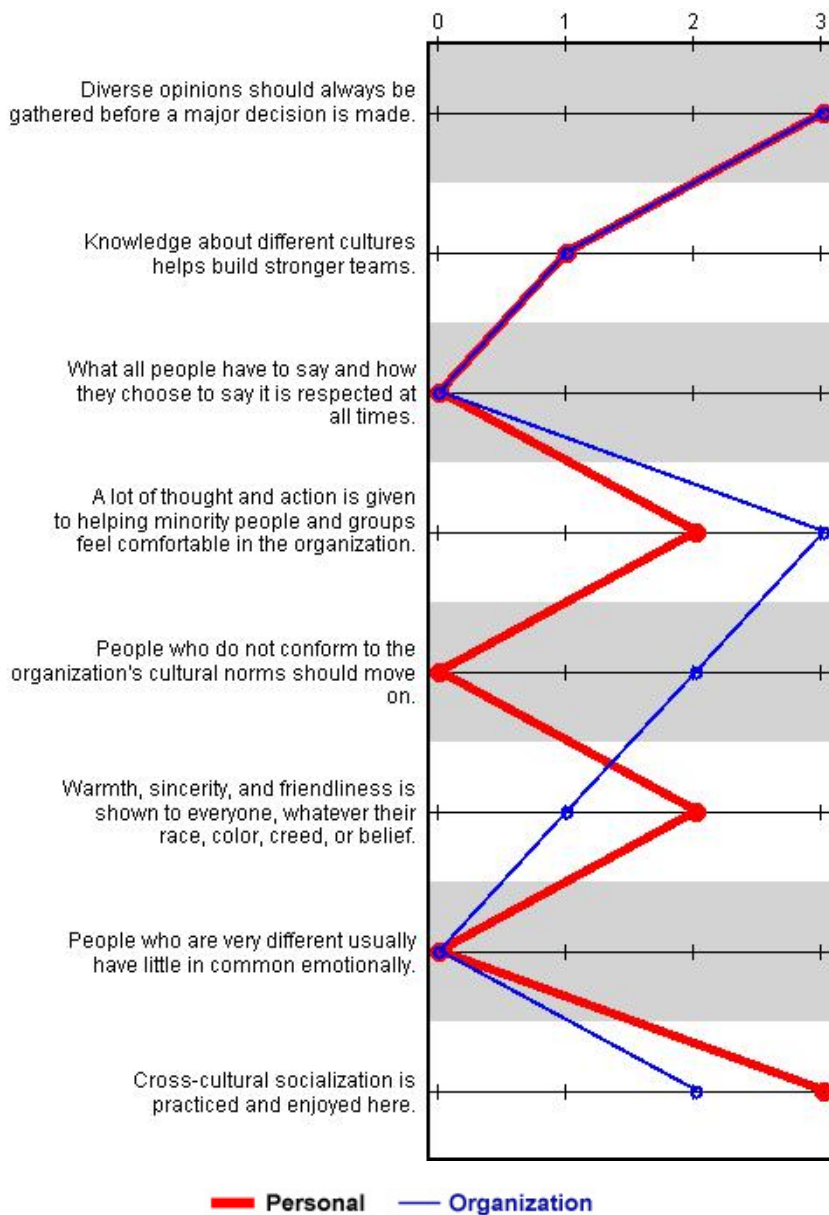 0 1 2 3
Diverse opinions should always be
gathered before a major decision is made.
Knowledge about different cultures
helps build stronger teams.
What all people have to say and how
they choose to say it is respected at
all times.
A lot of thought and action is given
to helping minority people and groups
feel comfortable in the organization.
People who do not conform to the
organization's cultural norms should move
on.
Warmth, sincerity, and friendliness is
shown to everyone, whatever their
race, color, creed, or belief.
People who are very different usually
have little in common emotionally.
Cross-cultural socialization is
practiced and enjoyed here.
Personal Organization